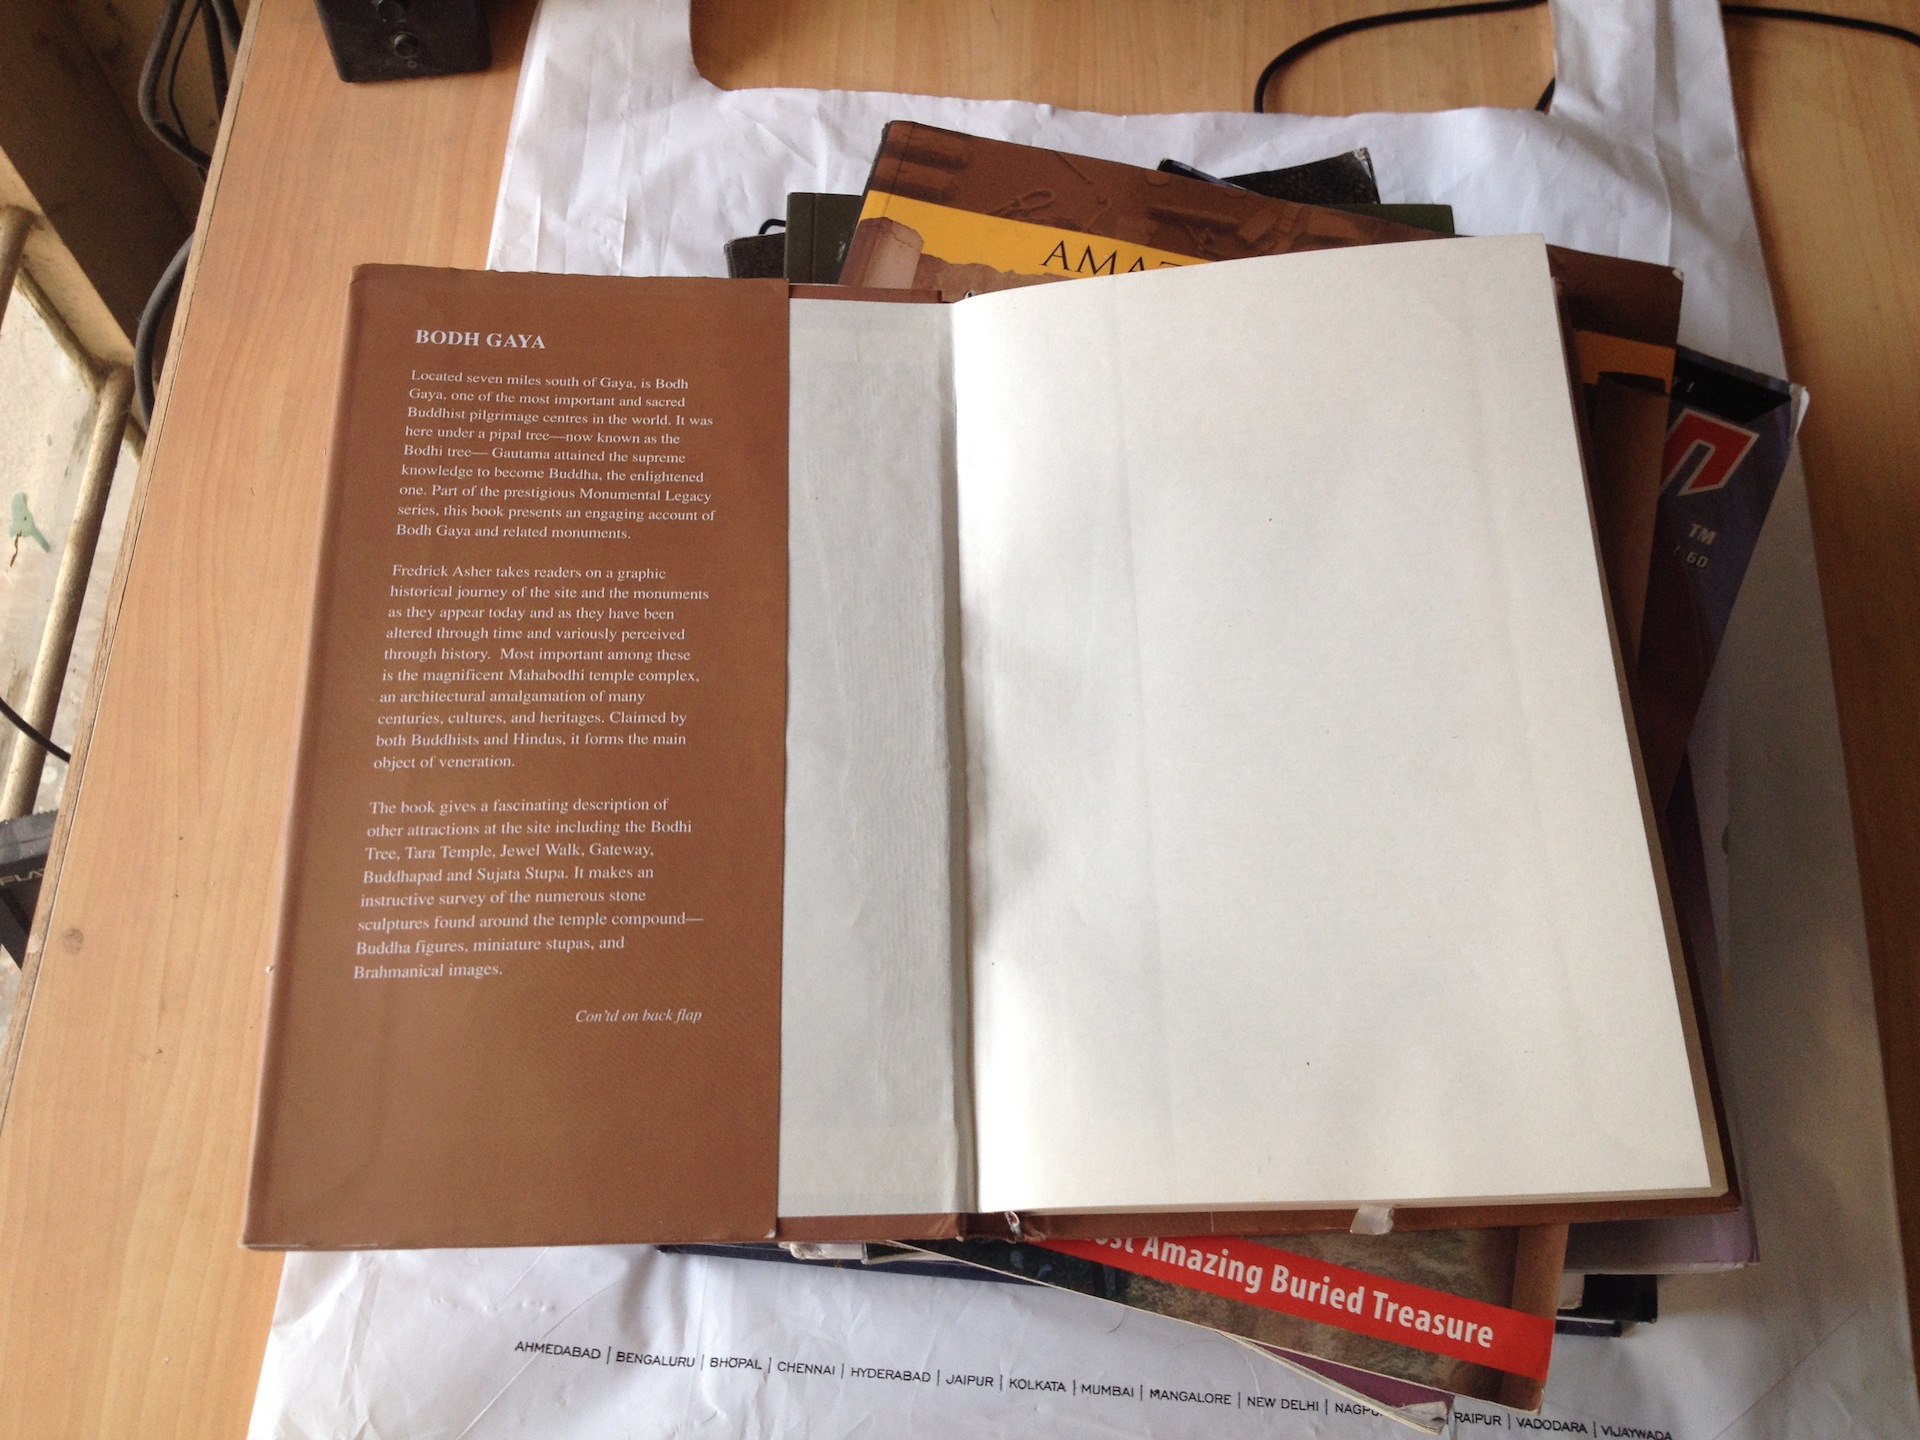 AMAZ
BODH GAYA
Located seven miles south of Gaya, is Bodh
Gaya, one of the most important and sacred
Buddhist pilgrimage centres in the world. It was
here under a pipal tree—now known as the
Bodhi tree— Gautama attained the supreme
knowledge to become Buddha, the enlightened
one. Part of the prestigious Monumental Legacy
series, this book presents an engaging account of
Bodh Gaya and related monuments.
Fredrick Asher takes readers on a graphic
historical journey of the site and the monuments
as they appear today and as they have been
altered through time and variously perceived
through history. Most important among these
is the magnificent Mahabodhi temple complex,
an architectural amalgamation of many
centuries, cultures, and heritages. Claimed by
both Buddhists and Hindus, it forms the main
object of veneration.
The book gives a fascinating description of
other attractions at the site including the Bodhi
Tree, Tara Temple, Jewel Walk, Gateway,
Buddhapad and Sujata Stupa. It makes an
instructive survey of the numerous stone
sculptures found around the temple compound—
Buddha figures, miniature stupas, and
Brahmanical images.
Con'td on back flap
TM
60
ost Amazing Buried Treasure
AHMEDABAD | BENGALURU | BHOPAL | CHENNAI | HYDERABAD | JAIPUR | KOLKATA | MUMBAI | MANGALORE | NEW DELHI | NAGPU RAIPUR | VADODARA | VIJAYWADA